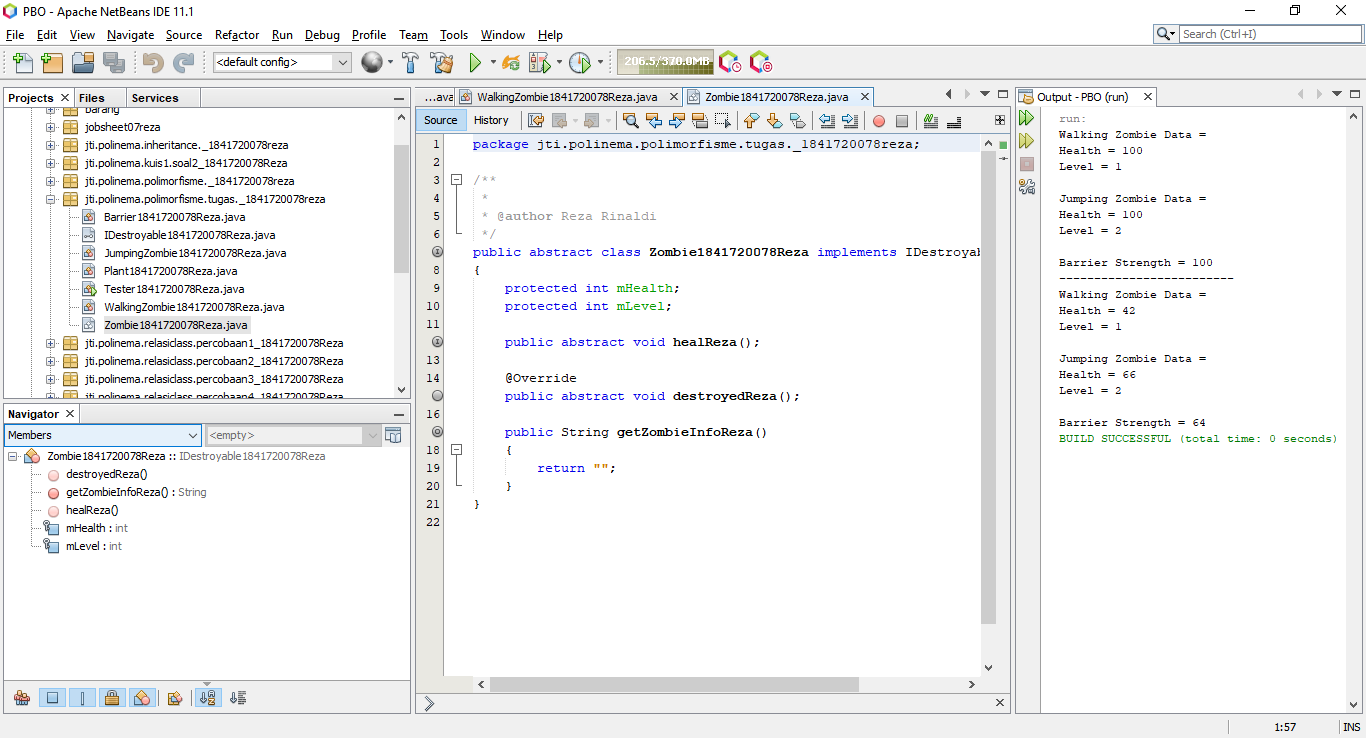 PBO - Apache NetBeans IDE 11.1
File Edit View Navigate Source Refactor Run Debug Profile Team Tools Window Help
Search (Ctrl+I)
<default config>
206.5/370.0MB
Projects Files Services
barang
jobsheet07reza
jti.polinema.inheritance._1841720078reza
jti.polinema.kuis1.soal2_1841720078Reza
jti.polinema.polimorfisme._1841720078reza
jti.polinema.polimorfisme.tugas._1841720078reza
Barrier1841720078Reza.java
IDestroyable1841720078Reza.java
JumpingZombie1841720078Reza.java
Plant1841720078Reza.java
Tester1841720078Reza.java
WalkingZombie1841720078Reza.java
Zombie1841720078Reza.java
jti.polinema.relasiclass.percobaan1_1841720078Reza
jti.polinema.relasiclass.percobaan2_1841720078Reza
jti.polinema.relasiclass.percobaan3_1841720078Reza
jti.polinema.relasiclass.percobaan4_1841720078Reza
Navigator
Members <empty>
Zombie1841720078Reza :: IDestroyable1841720078Reza
destroyedReza()
getZombieInfoReza() : String
healReza()
mHealth : int
mLevel : int
...ava WalkingZombie1841720078Reza.java Zombie1841720078Reza.java
Source History
1 package jti.polinema.polimorfisme.tugas._1841720078reza;
2
3 /**
4 *
5 * @author Reza Rinaldi
6 */
public abstract class Zombie1841720078Reza implements IDestroyab
8 {
9 protected int mHealth;
10 protected int mLevel;
11
public abstract void healReza();
13
14 @Override
public abstract void destroyedReza();
16
public String getZombieInfoReza()
18 {
19 return "";
20 }
21 }
22
Output - PBO (run)
run:
Walking Zombie Data =
Health = 100
Level = 1
Jumping Zombie Data =
Health = 100
Level = 2
Barrier Strength = 100
-------------------------
Walking Zombie Data =
Health = 42
Level = 1
Jumping Zombie Data =
Health = 66
Level = 2
Barrier Strength = 64
BUILD SUCCESSFUL (total time: 0 seconds)
1:57 INS